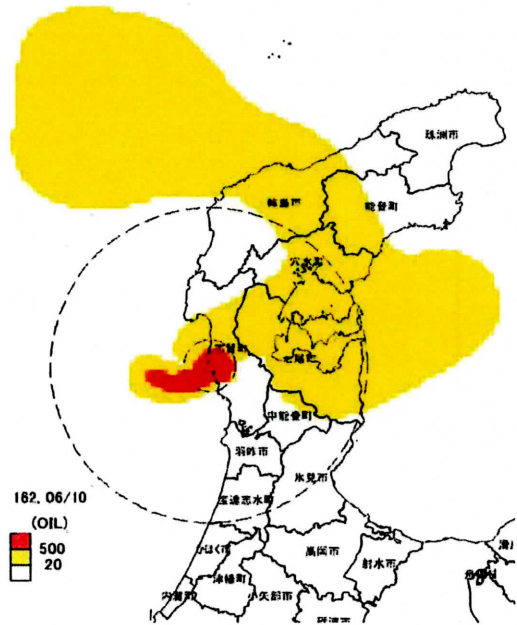 珠洲市
輪島市
能登町
穴水町
志賀町
七尾市
中能登町
羽咋市
氷見市
宝達志水町
162, 06/10
(OIL)
500
20
かほく市
高岡市
射水市
内灘町
津幡町
小矢部市
砺波市